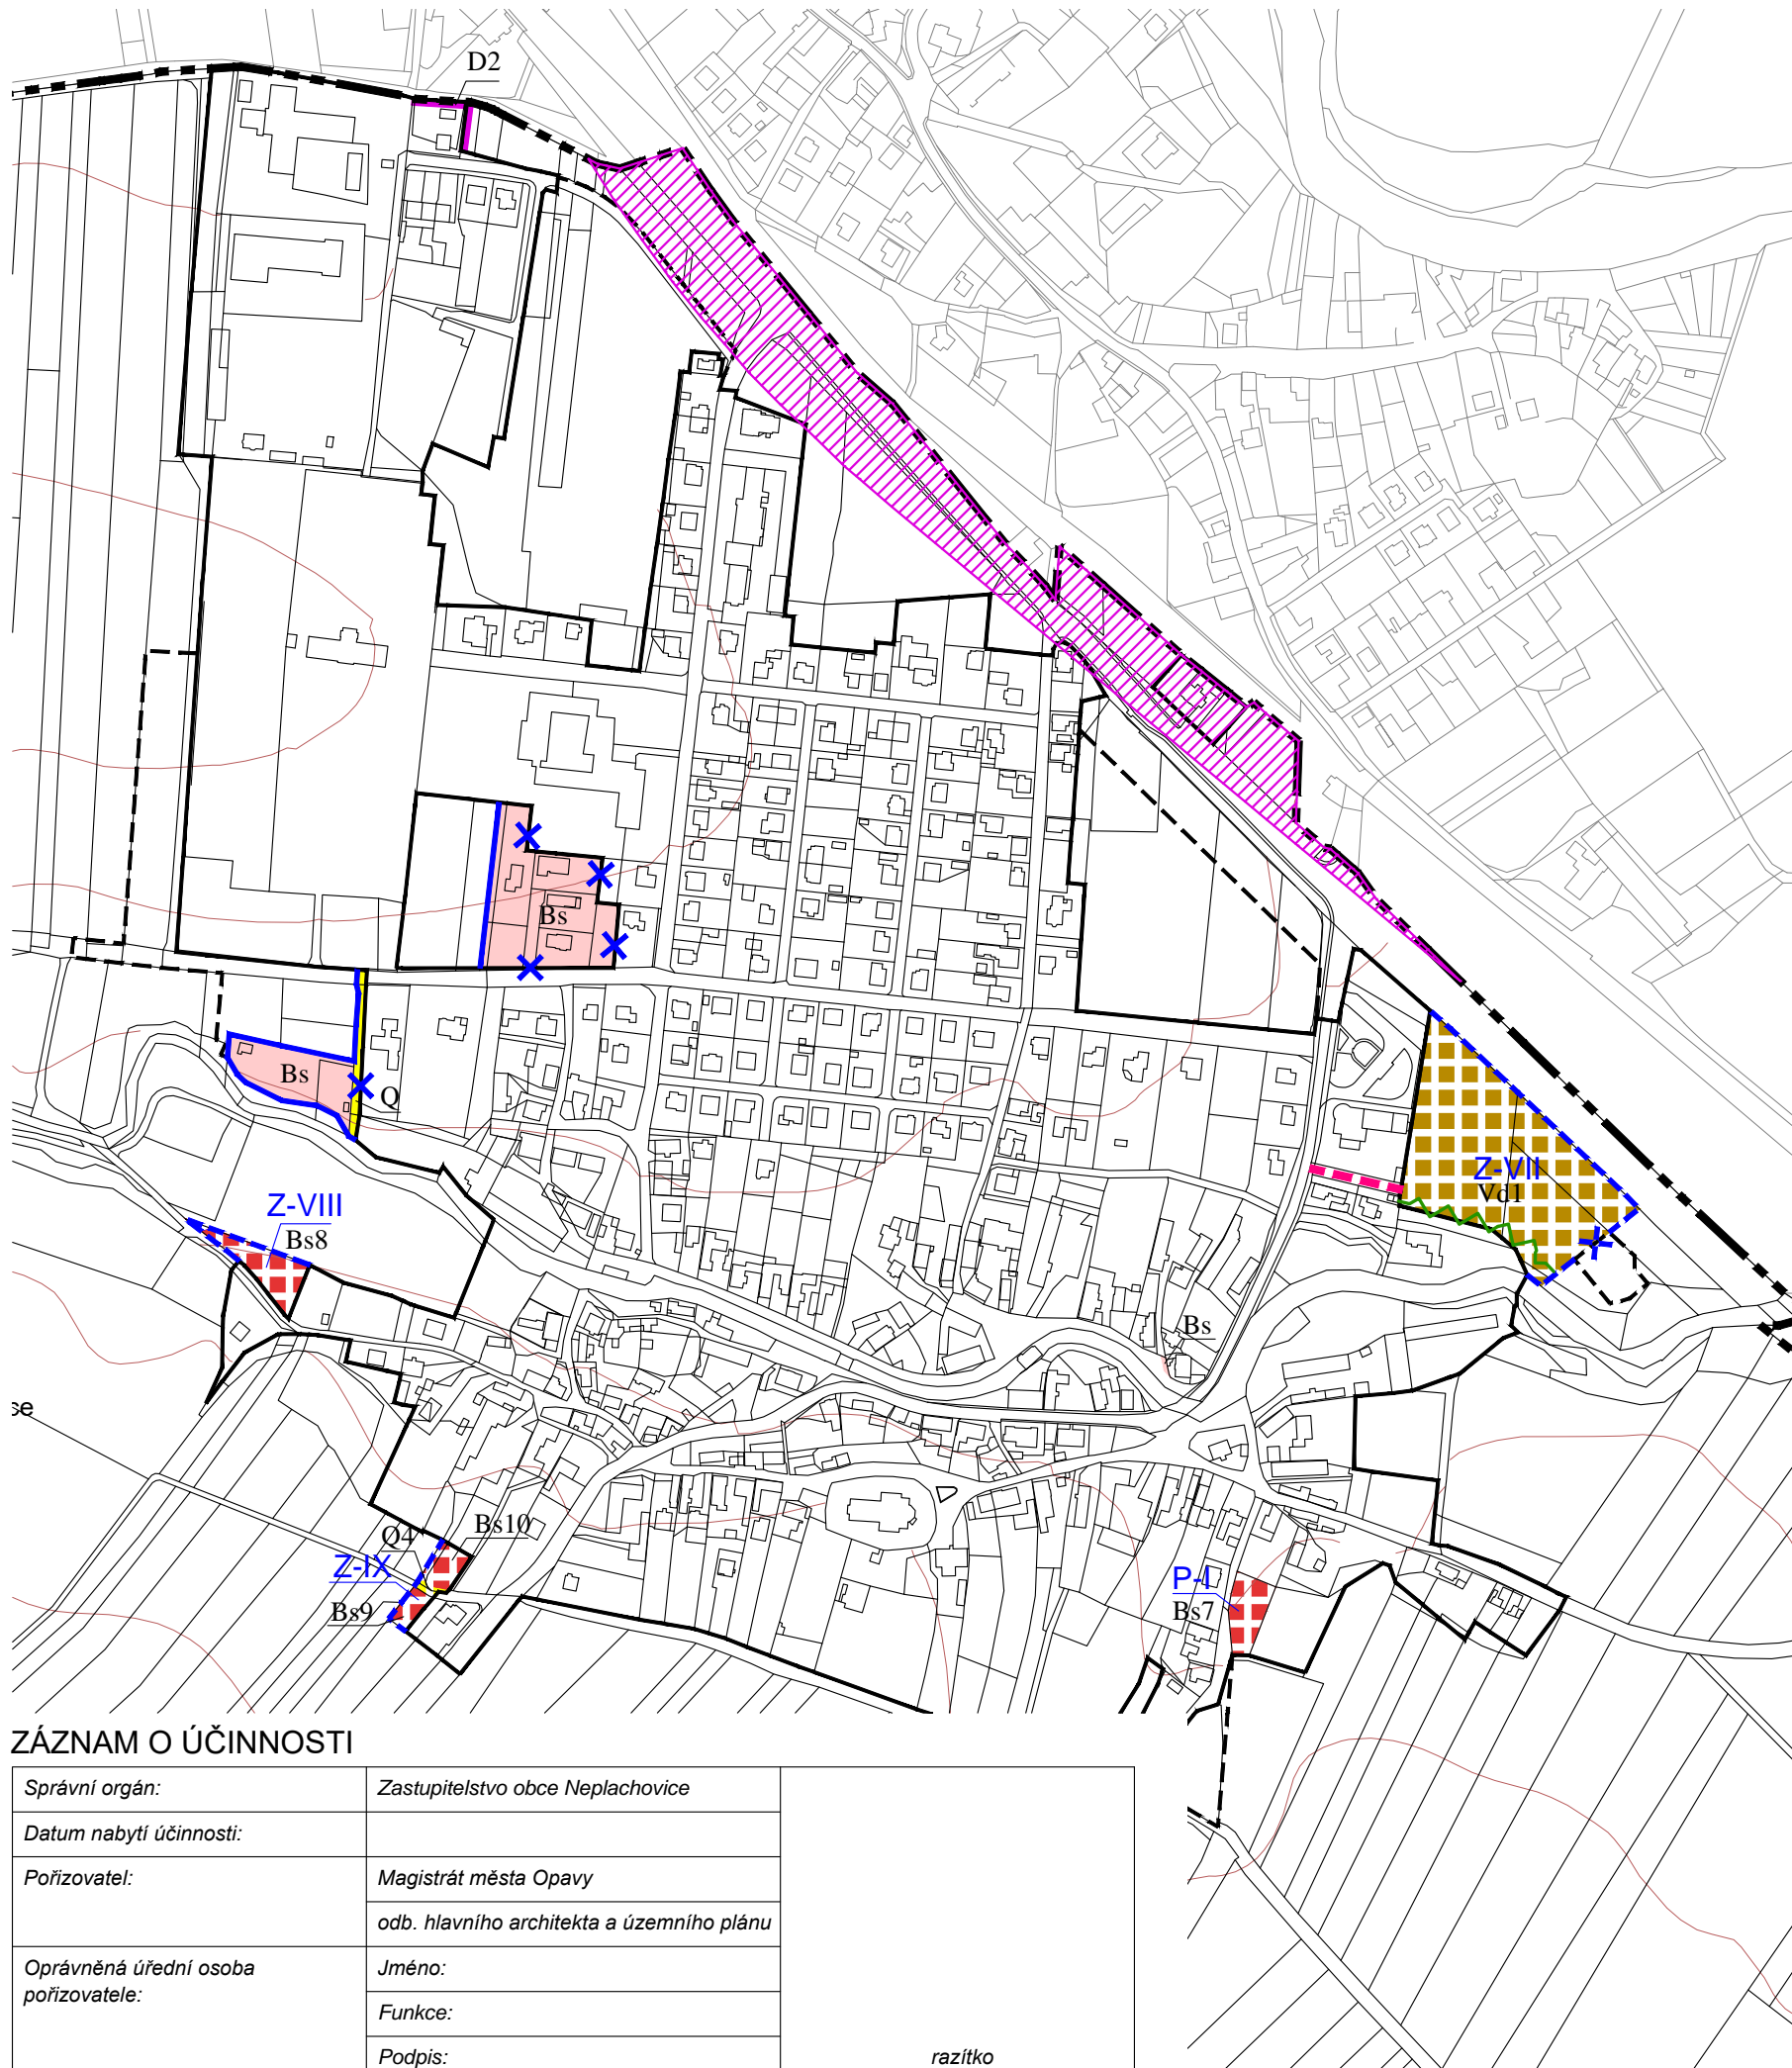 D2
Bs
Bs
Q
Z-VII
Vd1
Z-VIII
Bs8
Bs
se
Bs10
Q4
Z-IX
Bs9
P-I
Bs7
ZÁZNAM O ÚČINNOSTI
Správní orgán: Zastupitelstvo obce Neplachovice
Datum nabytí účinnosti:
Pořizovatel: Magistrát města Opavy
odb. hlavního architekta a územního plánu
Oprávněná úřední osoba Jméno:
pořizovatele:
Funkce:
Podpis: razítko